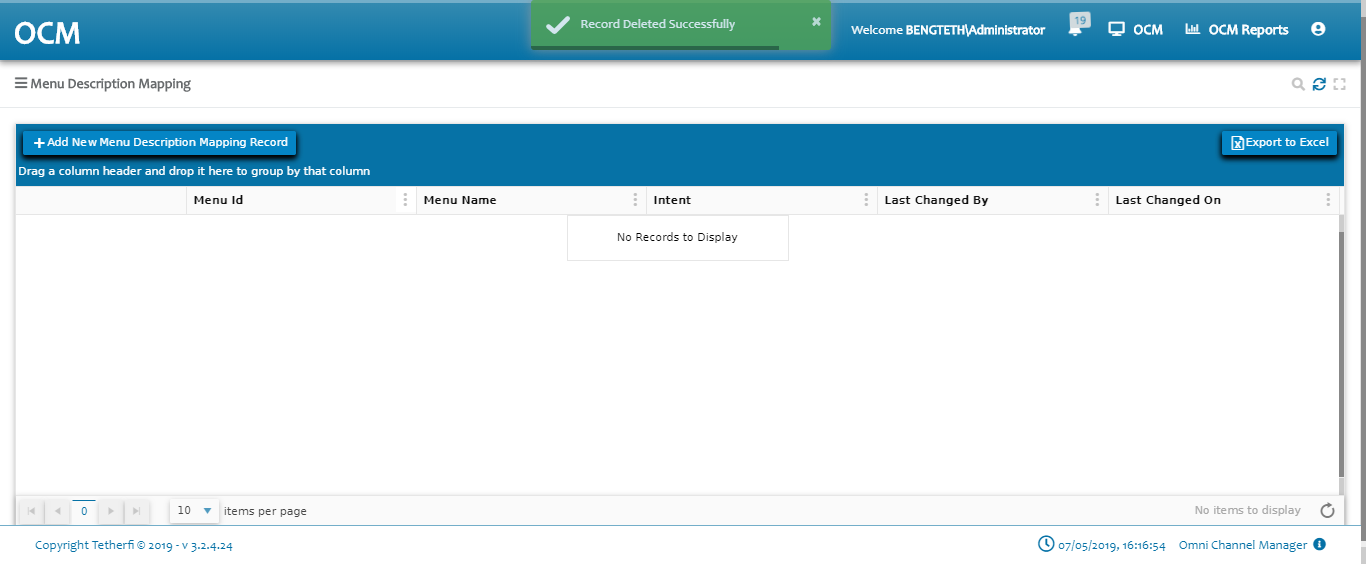 OCM
Record Deleted Successfully
Welcome BENGTETH\Administrator
19
OCM
OCM Reports
Menu Description Mapping
Add New Menu Description Mapping Record
Export to Excel
Drag a column header and drop it here to group by that column
Menu Id
Menu Name
Intent
Last Changed By
Last Changed On
No Records to Display
0
10
items per page
No items to display
Copyright Tetherfi © 2019 - v 3.2.4.24
07/05/2019, 16:16:54
Omni Channel Manager